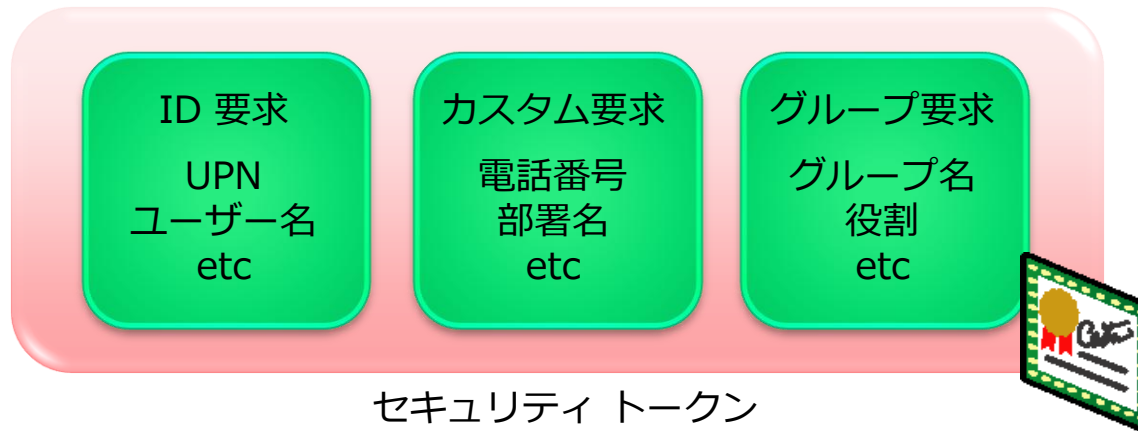 ID 要求
UPN
ユーザー名
etc
カスタム要求
電話番号
部署名
etc
グループ要求
グループ名
役割
etc
セキュリティ トークン